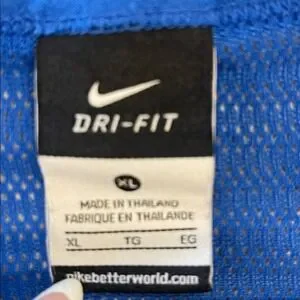 DRI-FIT
XL
MADE IN THAILAND
FABRIQUE EN THAILANDE
XL TG EG
nikebetterworld.com